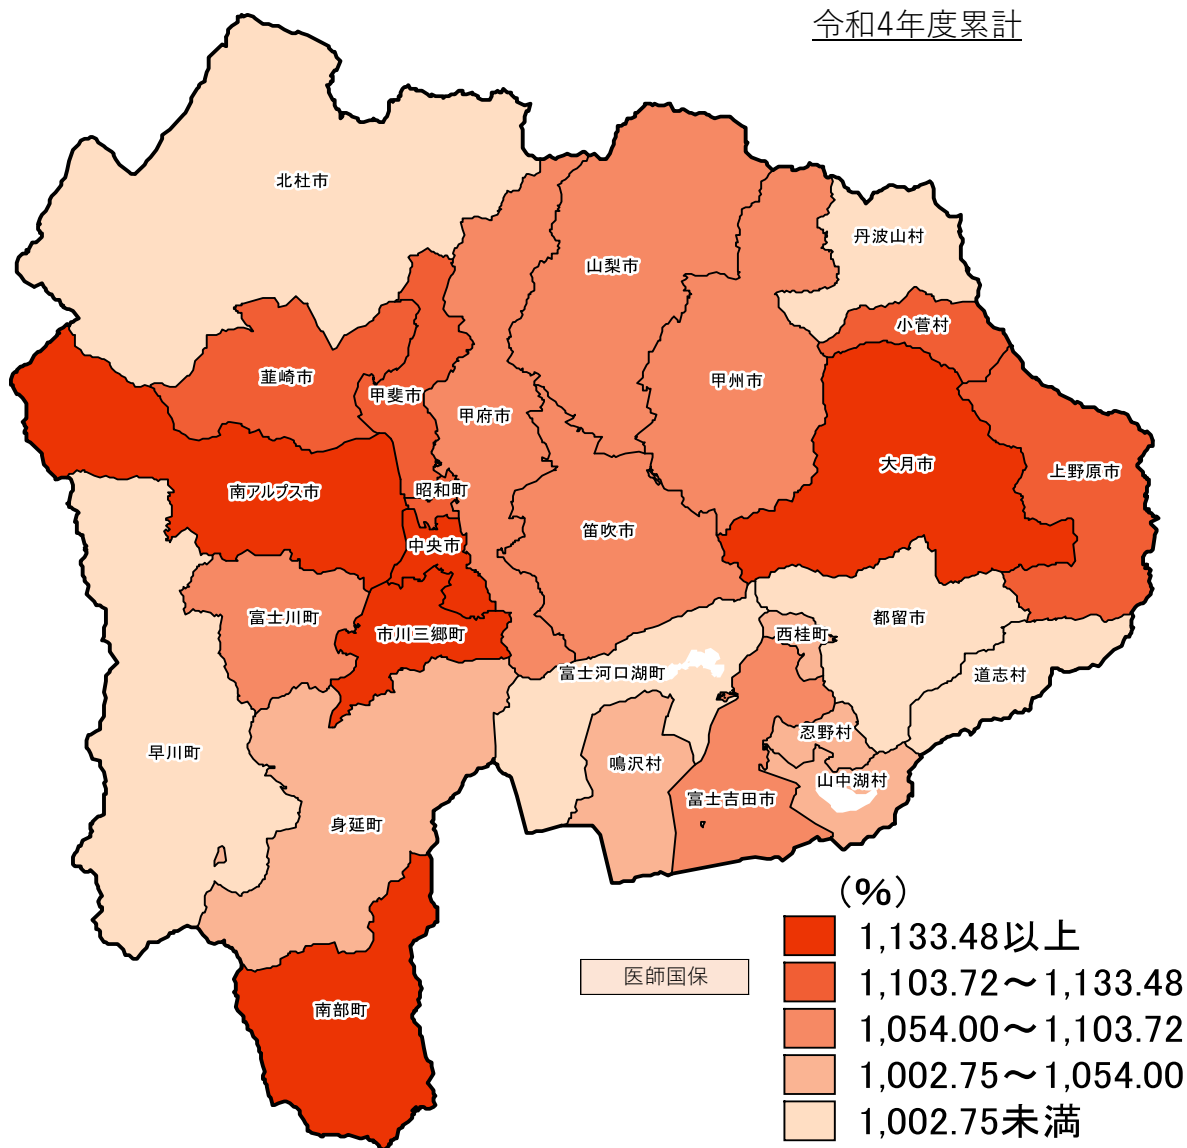 令和4年度累計
北杜市
丹波山村
山梨市
小菅村
韮崎市
甲斐市
甲州市
甲府市
大月市
上野原市
南アルプス市
昭和町
笛吹市
中央市
富士川町
市川三郷町
西桂町
都留市
富士河口湖町
道志村
忍野村
早川町
鳴沢村
山中湖村
富士吉田市
身延町
南部町
医師国保
(%)
1,133.48以上
1,103.72～1,133.48
1,054.00～1,103.72
1,002.75～1,054.00
1,002.75未満